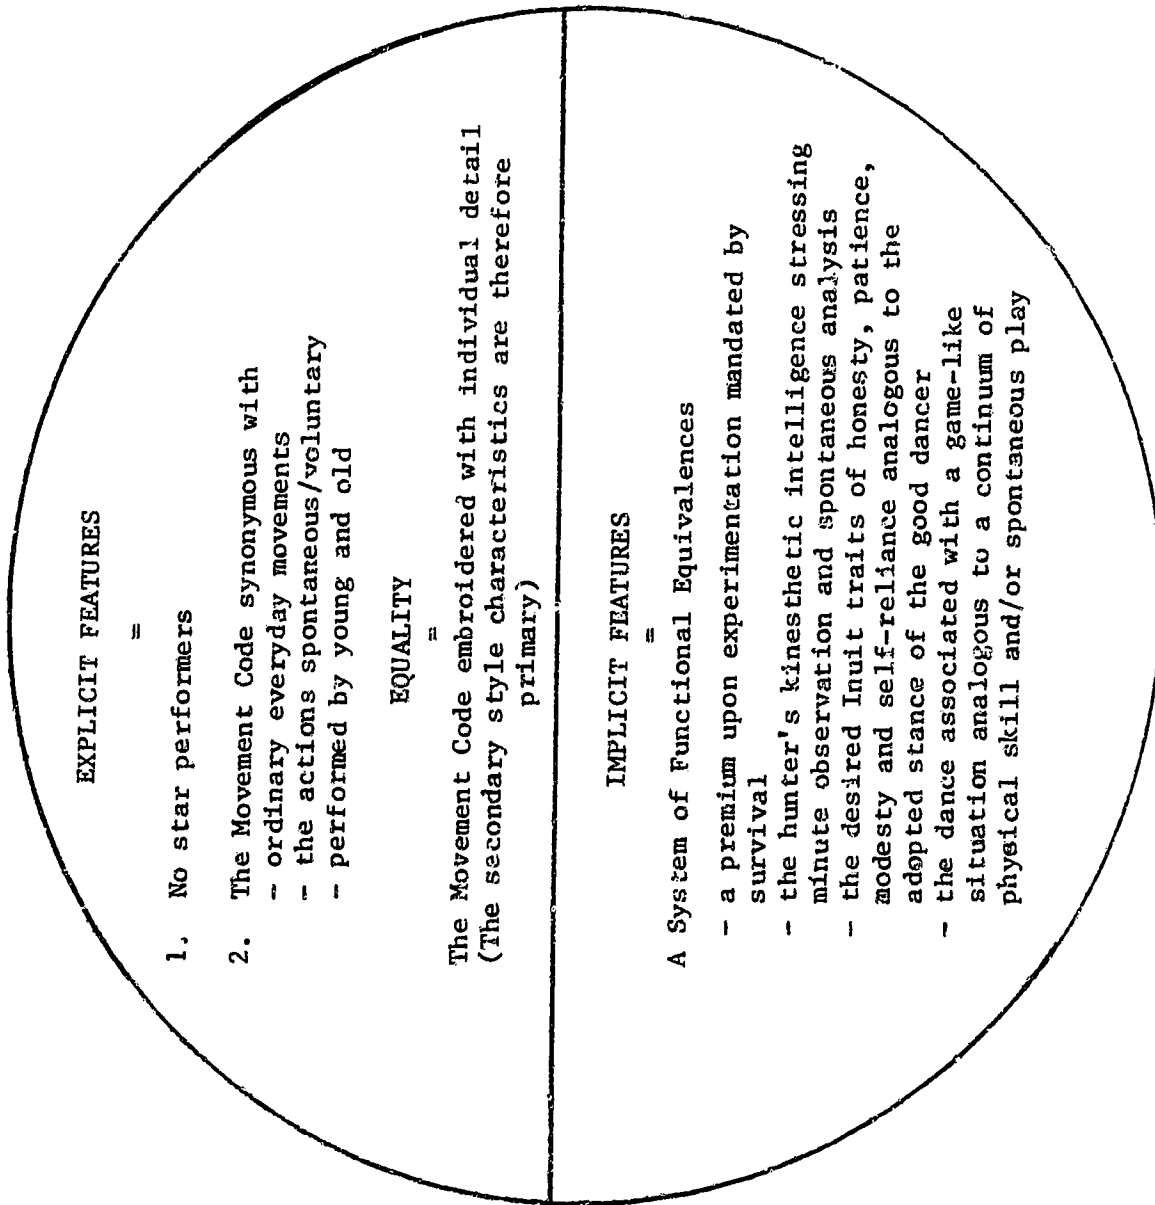 EXPLICIT FEATURES
=
1. No star performers
2. The Movement Code synonymous with
- ordinary everyday movements
- the actions spontaneous/voluntary
- performed by young and old
EQUALITY
=
The Movement Code embroidered with individual detail
(The secondary style characteristics are therefore
primary)
IMPLICIT FEATURES
=
A System of Functional Equivalences
- a premium upon experimentation mandated by
survival
- the hunter's kinesthetic intelligence stressing
minute observation and spontaneous analysis
- the desired Inuit traits of honesty, patience,
modesty and self-reliance analogous to the
adopted stance of the good dancer
- the dance associated with a game-like
situation analogous to a continuum of
physical skill and/or spontaneous play